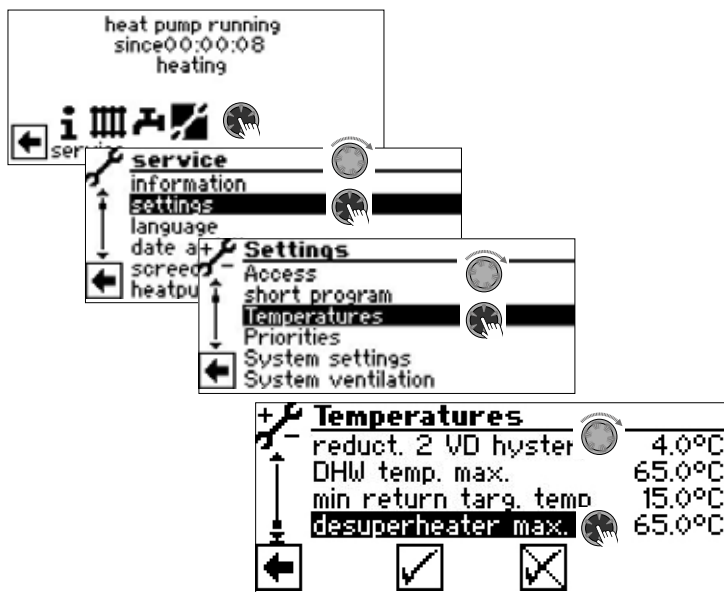 heat pump running
since00:00:08
heating
service
information
settings
language
date a
screen
heatpu
Settings
Access
short program
Temperatures
Priorities
System settings
System ventilation
Temperatures
reduct. 2 VD hyster 4.0°C
DHW temp. max. 65.0°C
min return targ. temp 15.0°C
desuperheater max. 65.0°C